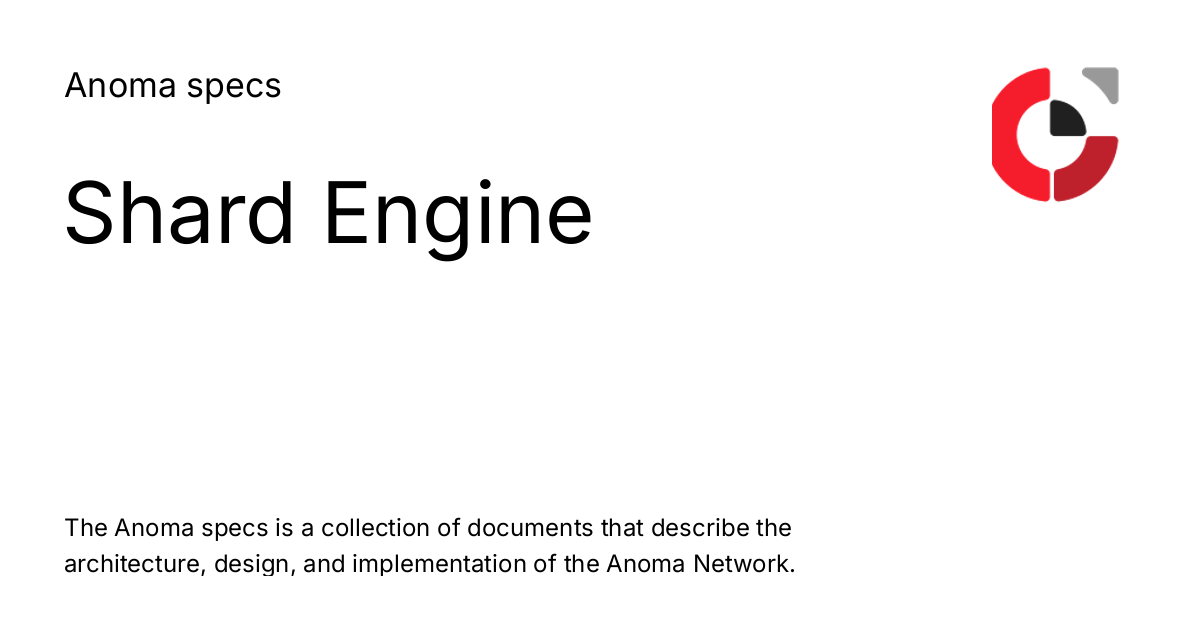 Anoma specs
Shard Engine
The Anoma specs is a collection of documents that describe the
architecture, design, and implementation of the Anoma Network.